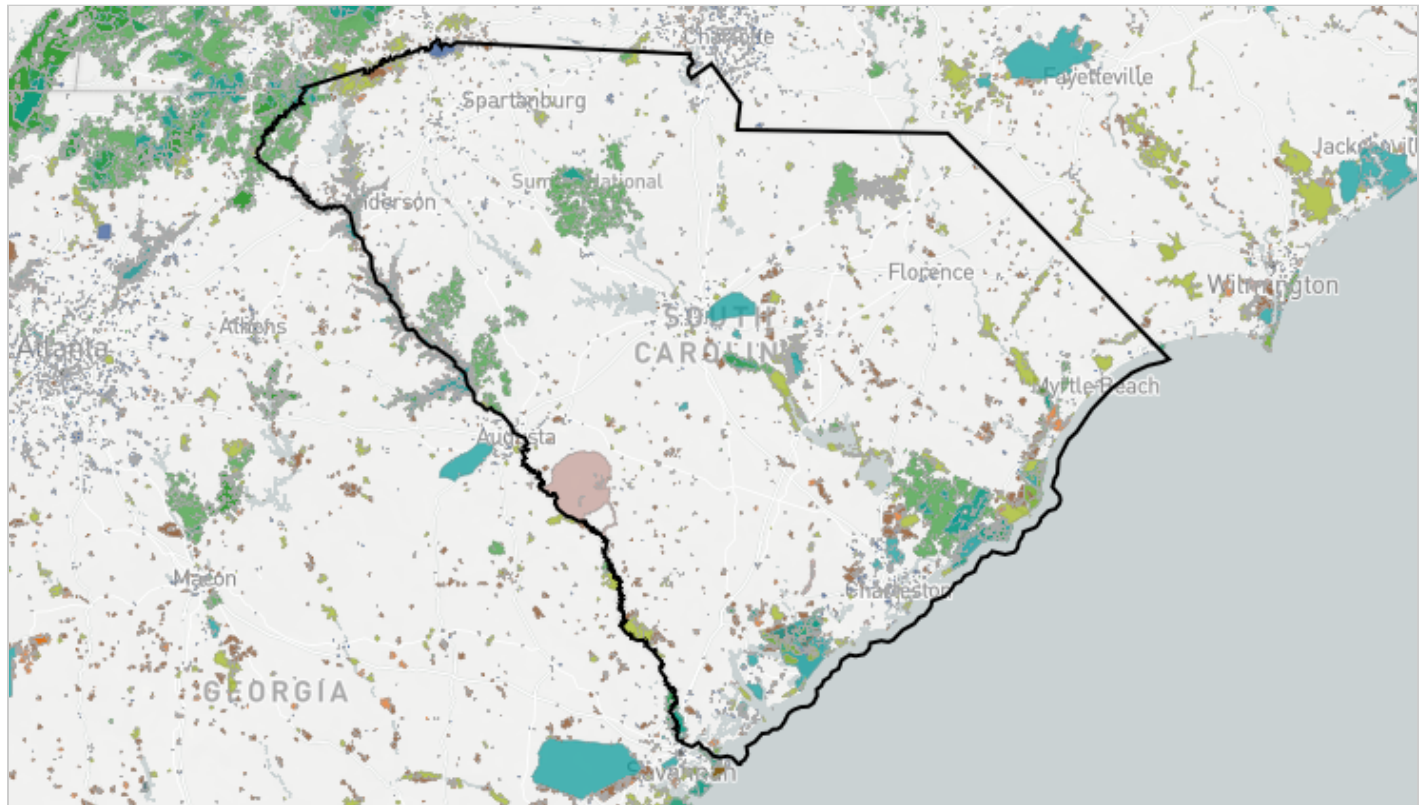 Charlotte
Fayetteville
Spartanburg
Jacksonville
Sumter National
Anderson
Florence
Wilmington
SOUTH
CAROLINA
Athens
Atlanta
Myrtle Beach
Augusta
Macon
Charleston
GEORGIA
Savannah